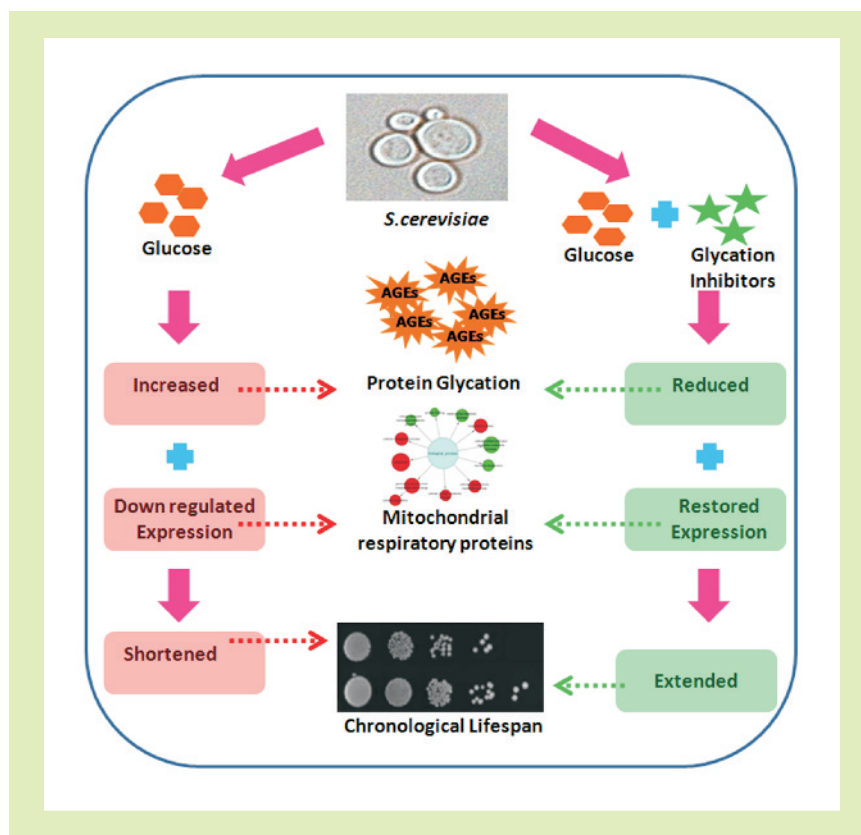 S.cerevisiae
Glucose
Glucose
Glycation
Inhibitors
AGEs
AGEs
AGEs
AGEs
AGEs
Increased
Protein Glycation
Reduced
Down regulated
Expression
Mitochondrial
respiratory proteins
Restored
Expression
Shortened
Extended
Chronological Lifespan